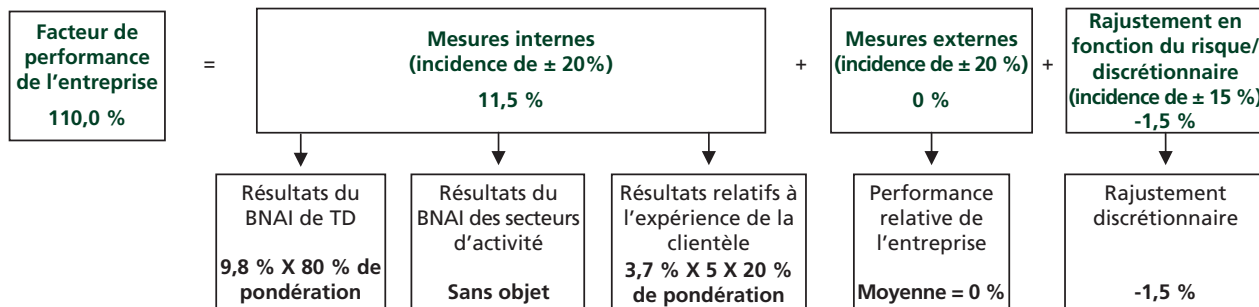 Facteur de
performance
de l'entreprise
110,0 %
=
Mesures internes
(incidence de ± 20%)
11,5 %
+
Mesures externes
(incidence de ± 20 %)
0 %
+
Rajustement en
fonction du risque/
discrétionnaire
(incidence de ± 15 %)
-1,5 %
Résultats du
BNAI de TD
9,8 % X 80 % de
pondération
Résultats du
BNAI des secteurs
d'activité
Sans objet
Résultats relatifs à
l'expérience de la
clientèle
3,7 % X 5 X 20 %
de pondération
Performance
relative de
l'entreprise
Moyenne = 0 %
Rajustement
discrétionnaire
-1,5 %